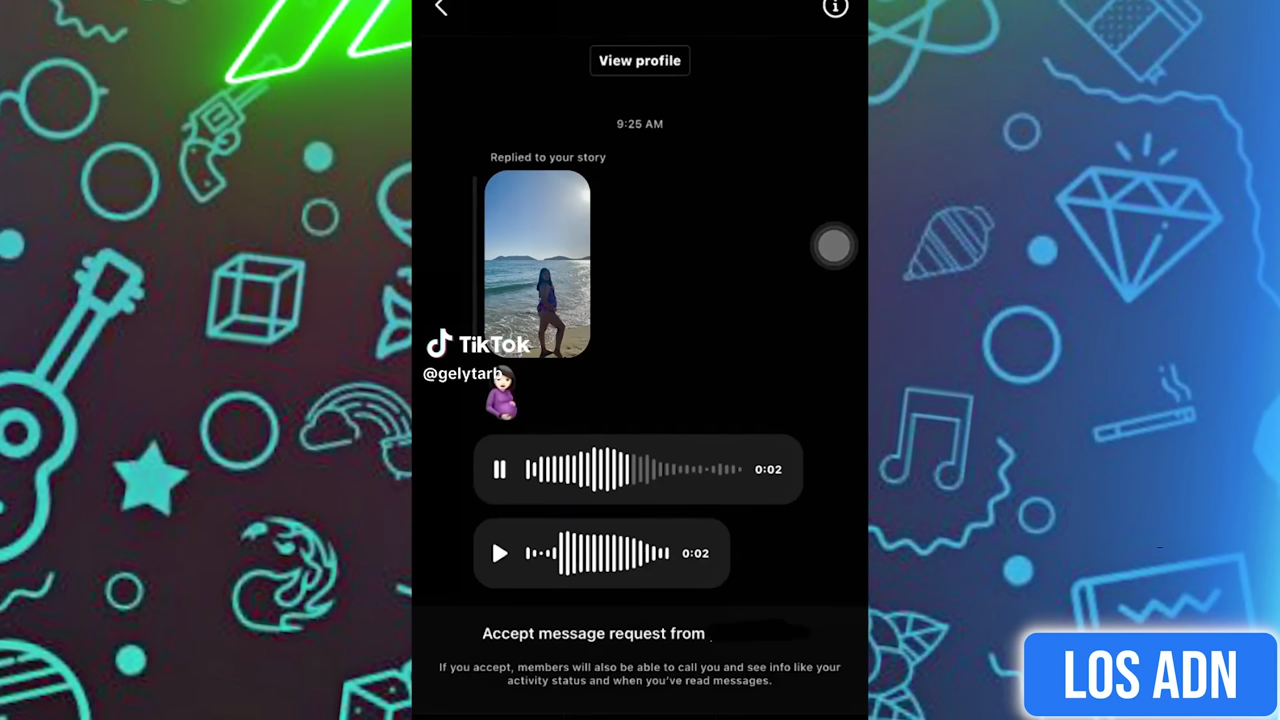 View profile
9:25 AM
Replied to your story
TikTok
@gelytarb
0:02
0:02
Accept message request from
If you accept, members will also be able to call you and see info like your
activity status and when you've read messages.
LOS ADN